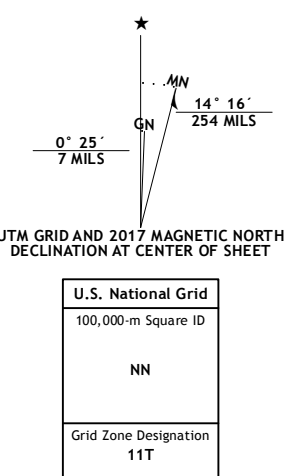 ★
MN
14° 16´
254 MILS
GN
0° 25´
7 MILS
UTM GRID AND 2017 MAGNETIC NORTH
DECLINATION AT CENTER OF SHEET
U.S. National Grid
100,000-m Square ID
NN
Grid Zone Designation
11T